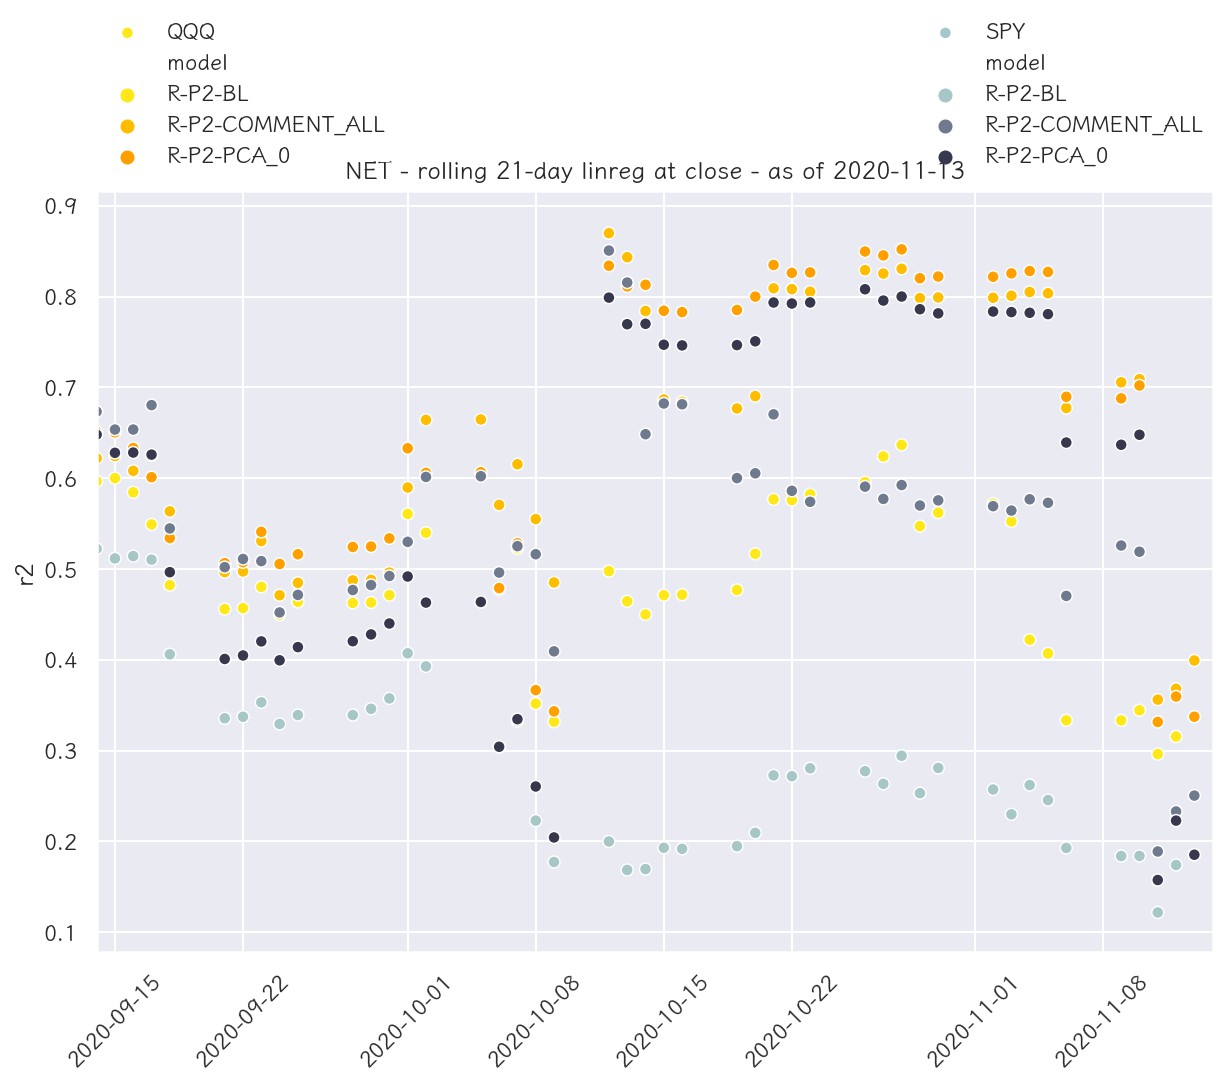 QQQ
model
R-P2-BL
R-P2-COMMENT_ALL
R-P2-PCA_0
SPY
model
R-P2-BL
R-P2-COMMENT_ALL
R-P2-PCA_0
NET - rolling 21-day linreg at close - as of 2020-11-13
0.9
0.8
0.7
0.6
0.5
0.4
0.3
0.2
0.1
r2
2020-09-15
2020-09-22
2020-10-01
2020-10-08
2020-10-15
2020-10-22
2020-11-01
2020-11-08